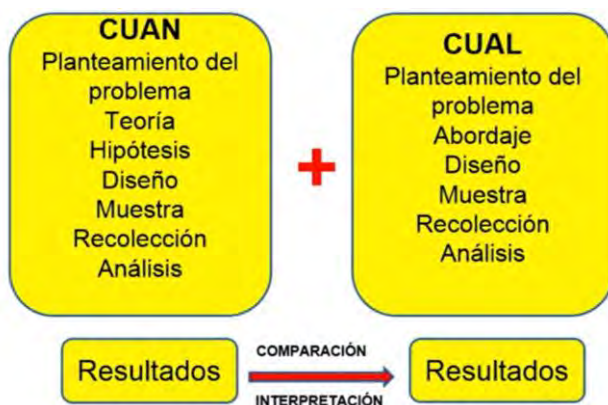 CUAN
Planteamiento del
problema
Teoría
Hipótesis
Diseño
Muestra
Recolección
Análisis
+
CUAL
Planteamiento del
problema
Abordaje
Diseño
Muestra
Recolección
Análisis
Resultados
COMPARACIÓN
INTERPRETACIÓN
Resultados